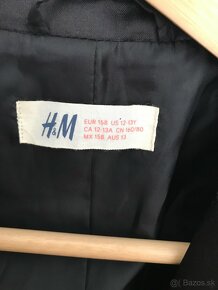 H&M
EUR 158 US 12-13Y
CA 12-13A CN 160/80
MX 158 AUS 13
© Bazos.sk